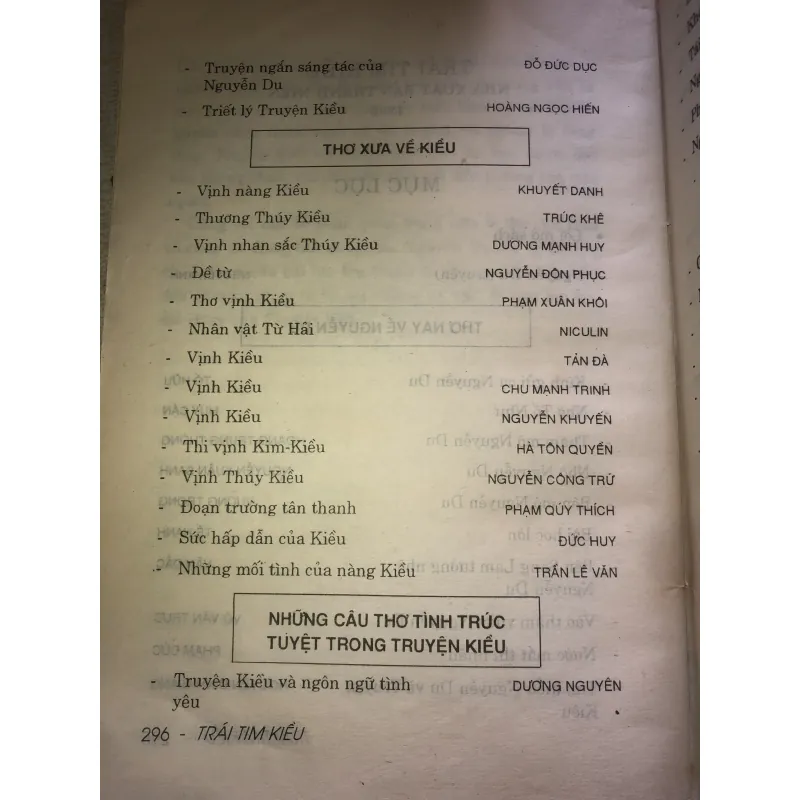 - Truyện ngắn sáng tác của Nguyễn Du ĐỖ ĐỨC DỤC
- Triết lý Truyện Kiều HOÀNG NGỌC HIẾN
THƠ XƯA VỀ KIỀU
- Vịnh nàng Kiều KHUYẾT DANH
- Thương Thúy Kiều TRÚC KHÊ
- Vịnh nhan sắc Thúy Kiều DƯƠNG MẠNH HUY
- Đề từ NGUYỄN ĐÔN PHỤC
- Thơ vịnh Kiều PHẠM XUÂN KHÔI
- Nhân vật Từ Hải NICULIN
- Vịnh Kiều TẢN ĐÀ
- Vịnh Kiều CHU MẠNH TRINH
- Vịnh Kiều NGUYỄN KHUYẾN
- Thi vịnh Kim-Kiều HÀ TÔN QUYỀN
- Vịnh Thúy Kiều NGUYỄN CÔNG TRỨ
- Đoạn trường tân thanh PHẠM QÚY THÍCH
- Sức hấp dẫn của Kiều ĐỨC HUY
- Những mối tình của nàng Kiều TRẦN LÊ VĂN
NHỮNG CÂU THƠ TÌNH TRÚC
TUYỆT TRONG TRUYỆN KIỀU
- Truyện Kiều và ngôn ngữ tình DƯƠNG NGUYÊN
yêu
296 - TRÁI TIM KIỀU